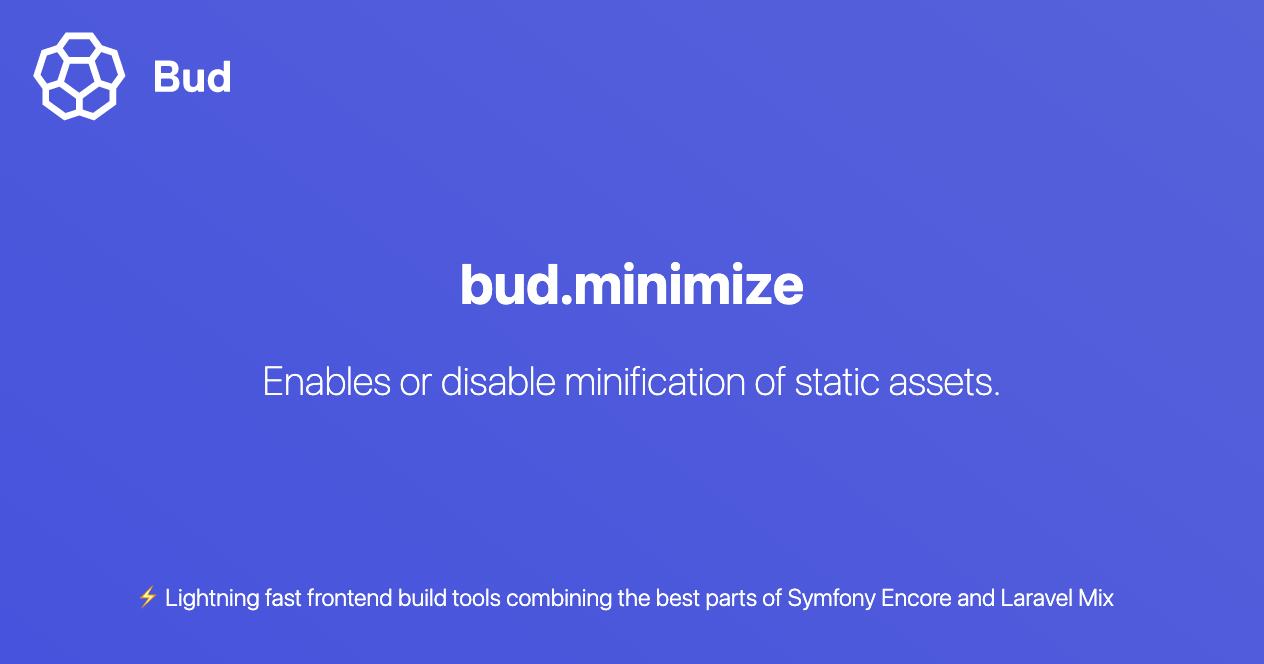 Bud
bud.minimize
Enables or disable minification of static assets.
⚡ Lightning fast frontend build tools combining the best parts of Symfony Encore and Laravel Mix